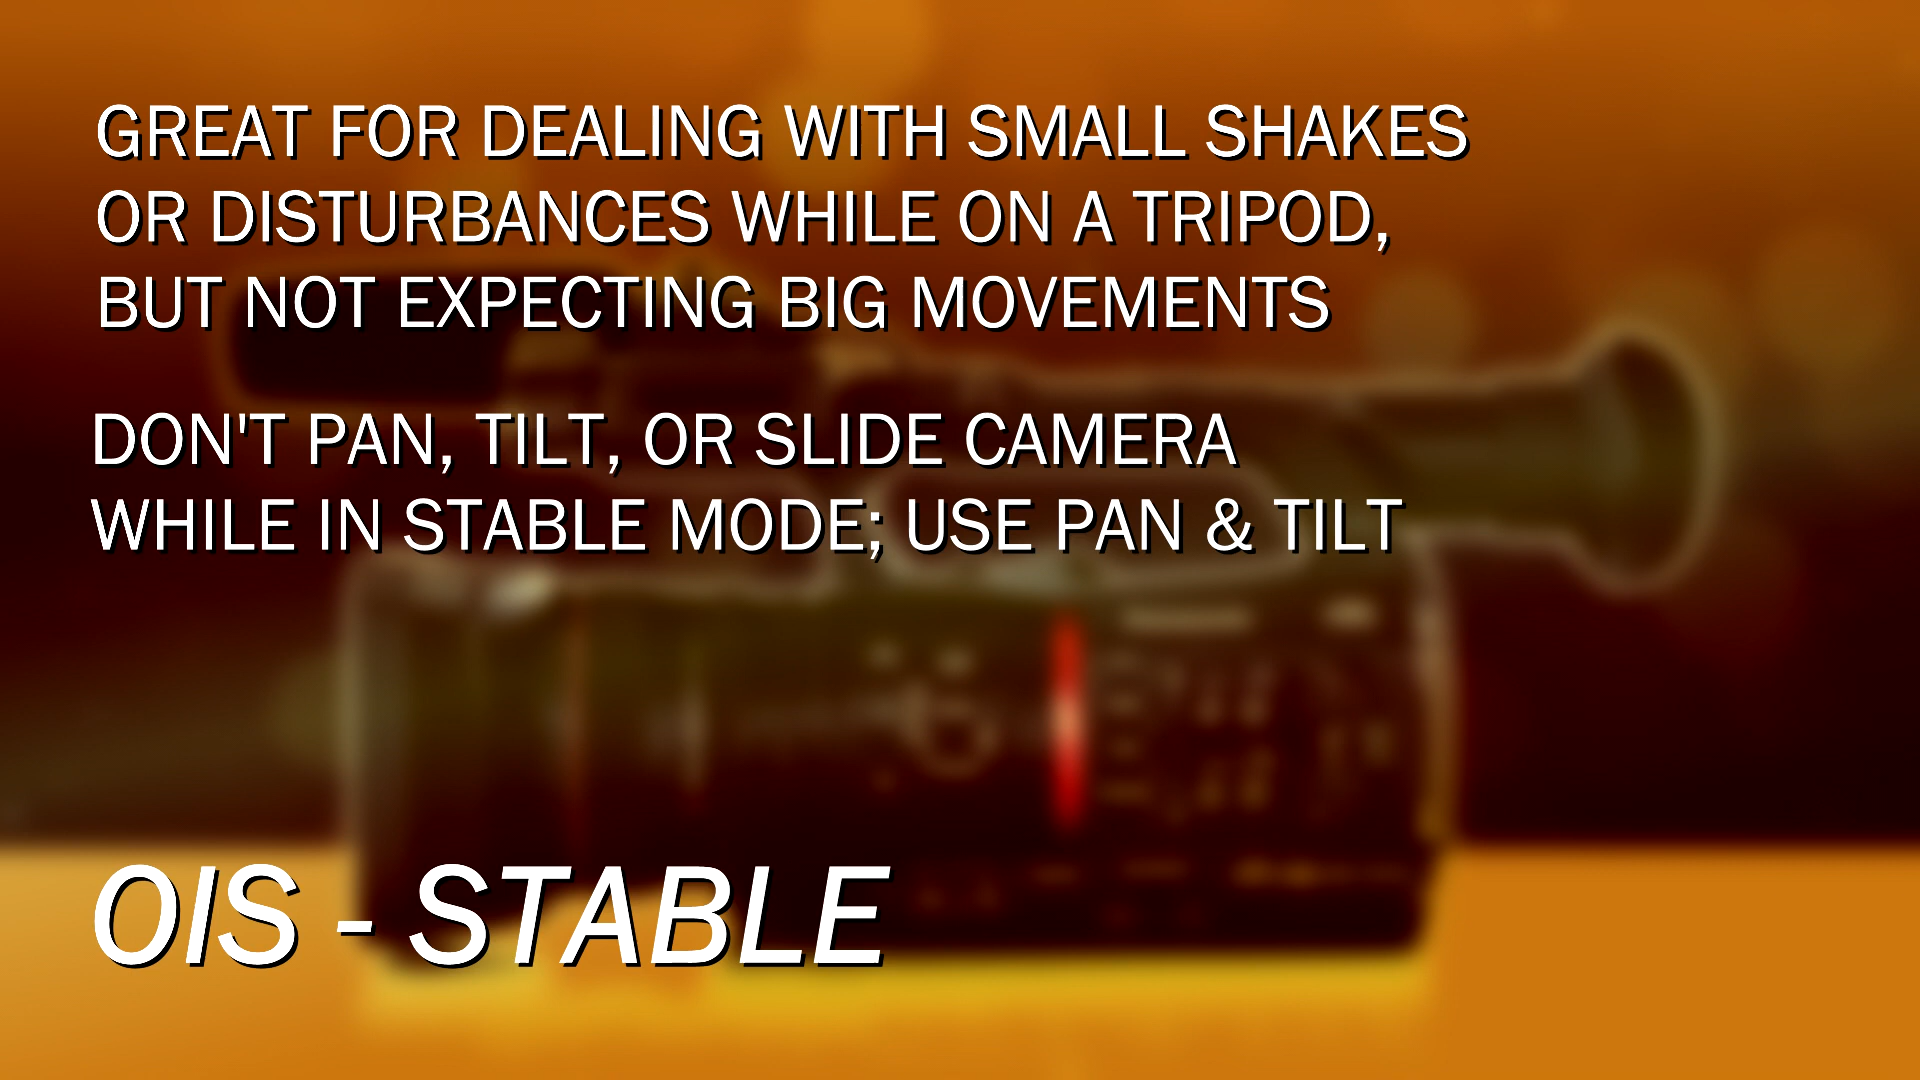 GREAT FOR DEALING WITH SMALL SHAKES
OR DISTURBANCES WHILE ON A TRIPOD,
BUT NOT EXPECTING BIG MOVEMENTS
DON'T PAN, TILT, OR SLIDE CAMERA
WHILE IN STABLE MODE; USE PAN & TILT
OIS - STABLE